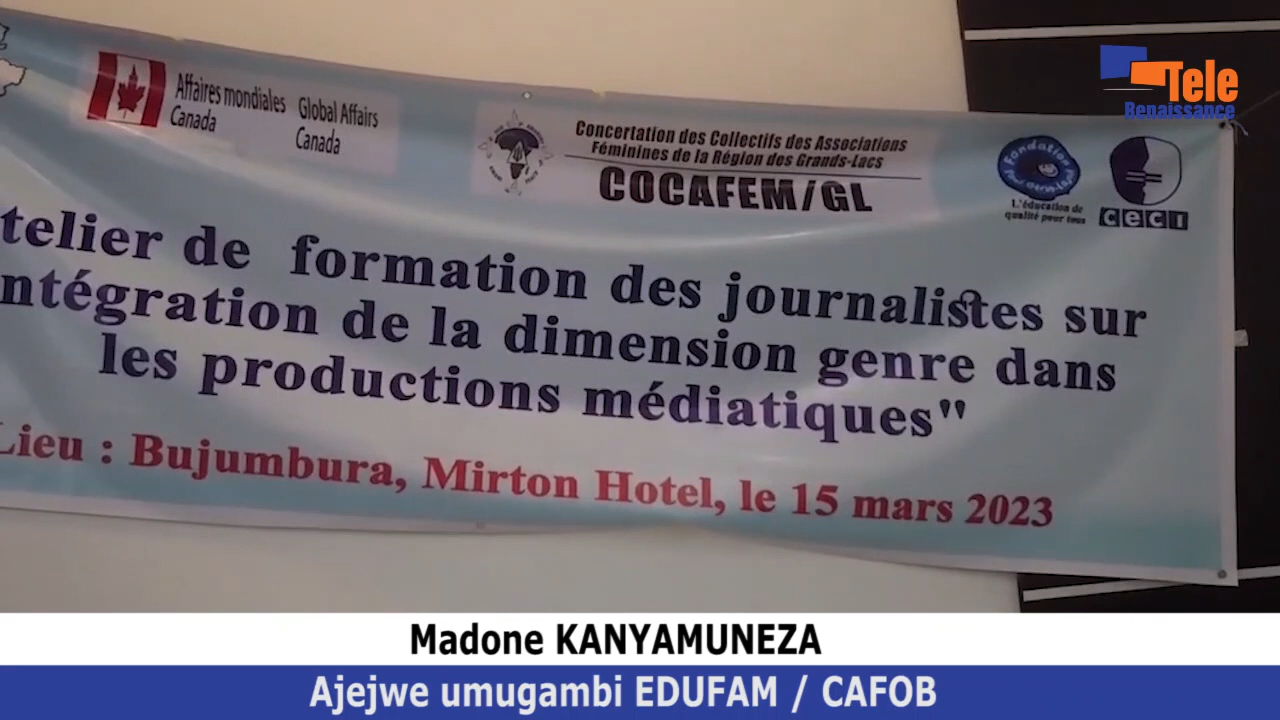 Tele
Renaissance
Affaires mondiales
Canada
Global Affairs
Canada
Concertation des Collectifs des Associations
Féminines de la Région des Grands-Lacs
COCAFEM/GL
Fondation
L'éducation de
qualité pour tous
CECI
telier de formation des journalistes sur
ntégration de la dimension genre dans
les productions médiatiques"
Lieu : Bujumbura, Mirton Hotel, le 15 mars 2023
Madone KANYAMUNEZA
Ajejwe umugambi EDUFAM / CAFOB